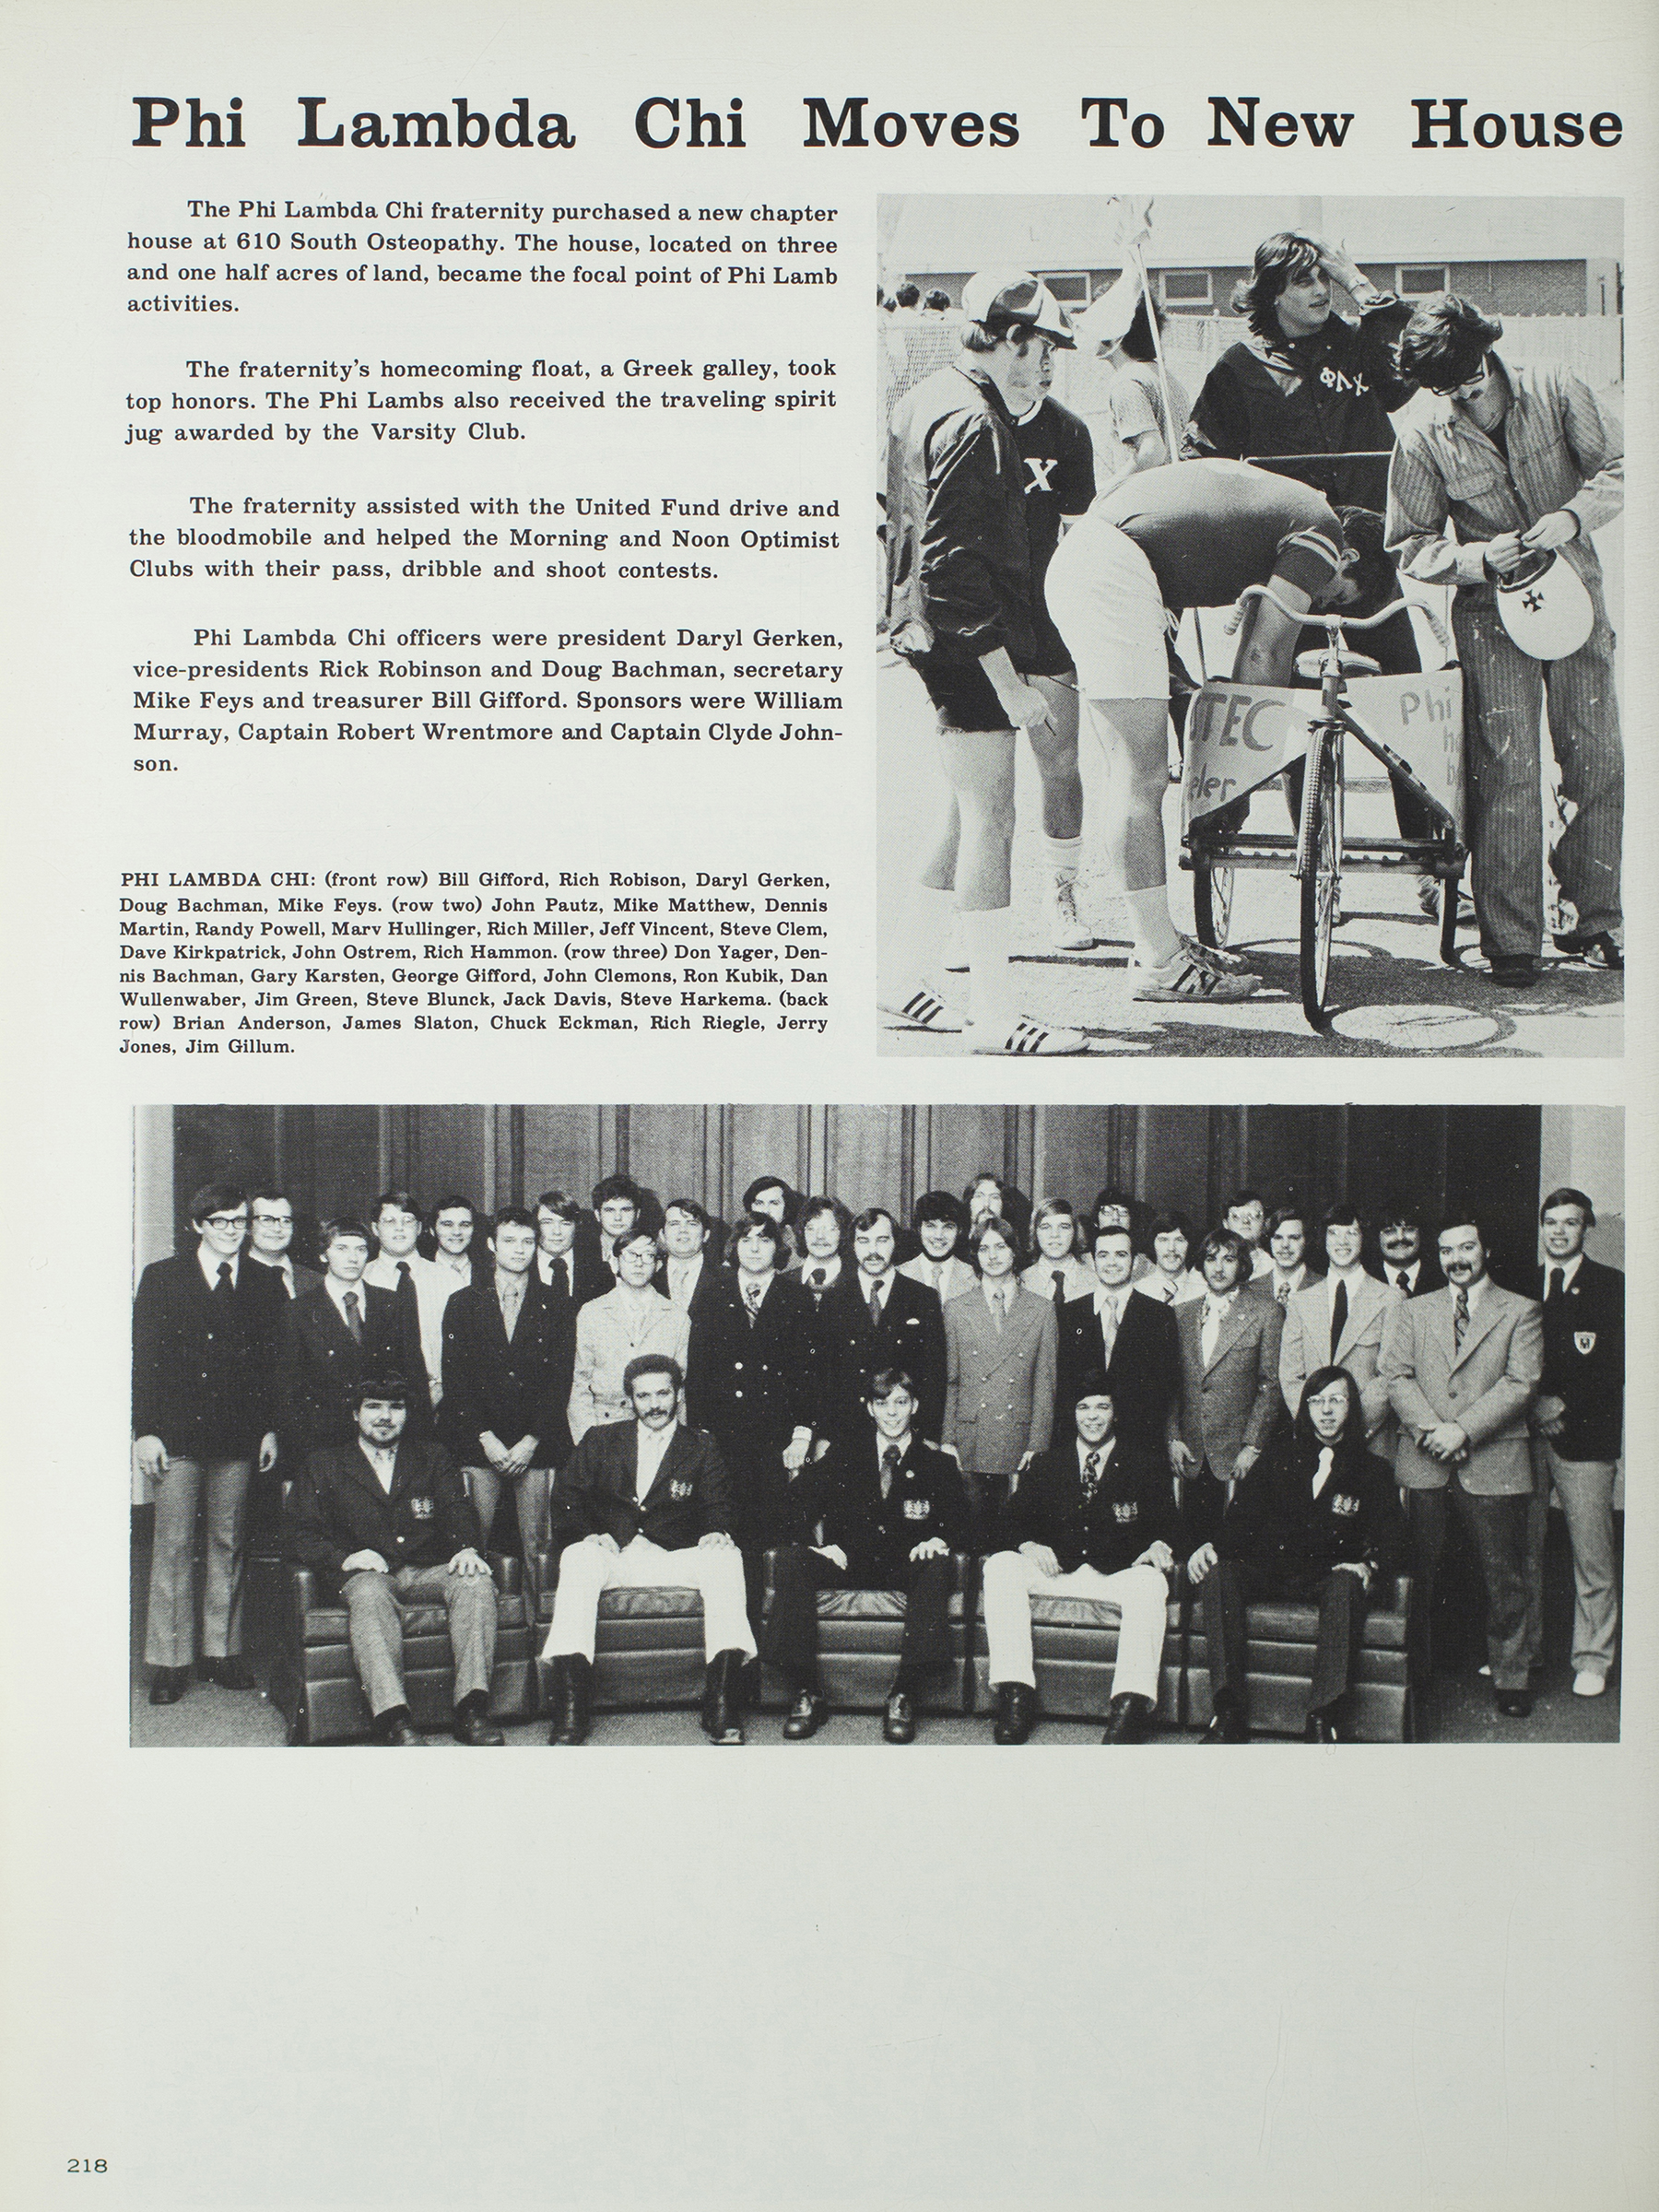 Phi Lambda Chi Moves To New House
The Phi Lambda Chi fraternity purchased a new chapter
house at 610 South Osteopathy. The house, located on three
and one half acres of land, became the focal point of Phi Lamb
activities.
The fraternity's homecoming float, a Greek galley, took
top honors. The Phi Lambs also received the traveling spirit
jug awarded by the Varsity Club.
The fraternity assisted with the United Fund drive and
the bloodmobile and helped the Morning and Noon Optimist
Clubs with their pass, dribble and shoot contests.
Phi Lambda Chi officers were president Daryl Gerken,
vice-presidents Rick Robinson and Doug Bachman, secretary
Mike Feys and treasurer Bill Gifford. Sponsors were William
Murray, Captain Robert Wrentmore and Captain Clyde John-
son.
PHI LAMBDA CHI: (front row) Bill Gifford, Rich Robison, Daryl Gerken,
Doug Bachman, Mike Feys. (row two) John Pautz, Mike Matthew, Dennis
Martin, Randy Powell, Marv Hullinger, Rich Miller, Jeff Vincent, Steve Clem,
Dave Kirkpatrick, John Ostrem, Rich Hammon. (row three) Don Yager, Den-
nis Bachman, Gary Karsten, George Gifford, John Clemons, Ron Kubik, Dan
Wullenwaber, Jim Green, Steve Blunck, Jack Davis, Steve Harkema. (back
row) Brian Anderson, James Slaton, Chuck Eckman, Rich Riegle, Jerry
Jones, Jim Gillum.
ΦΛΧ
X
TEC
Phi
218